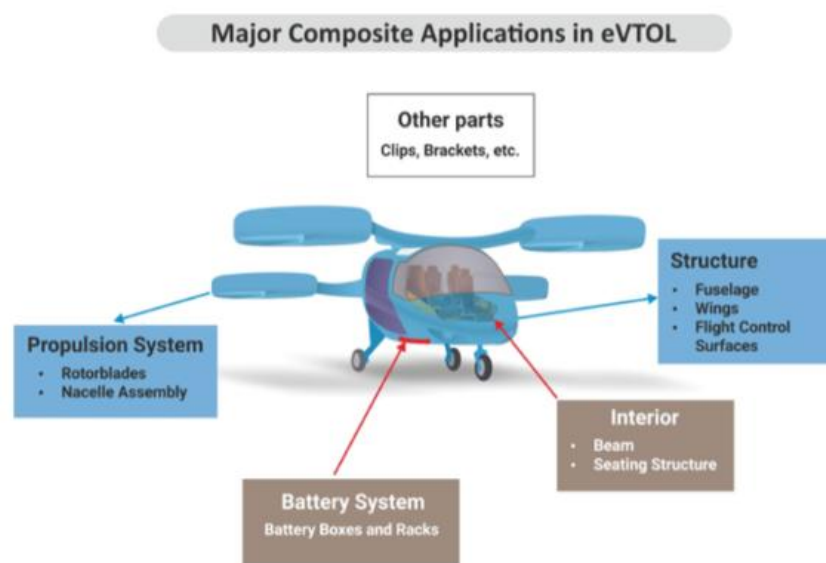 Major Composite Applications in eVTOL
Other parts
Clips, Brackets, etc.
Structure
• Fuselage
• Wings
• Flight Control
Surfaces
Propulsion System
• Rotorblades
• Nacelle Assembly
Interior
• Beam
• Seating Structure
Battery System
Battery Boxes and Racks